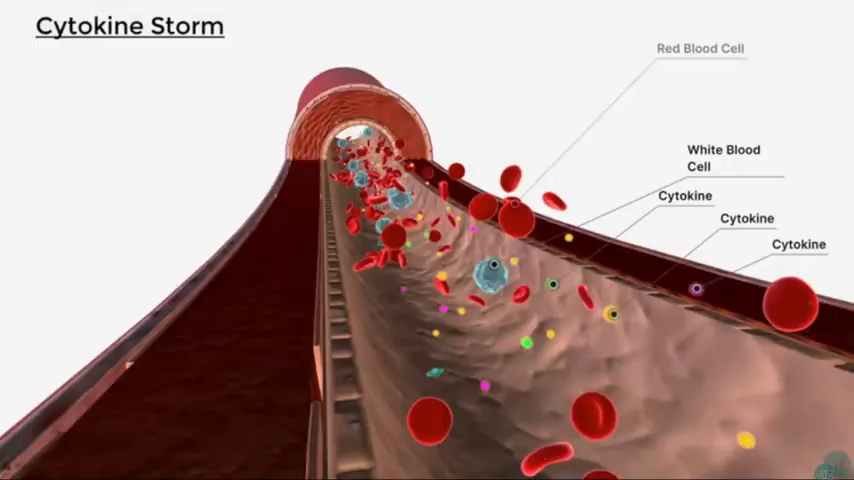 Cytokine Storm
Red Blood Cell
White Blood
Cell
Cytokine
Cytokine
Cytokine